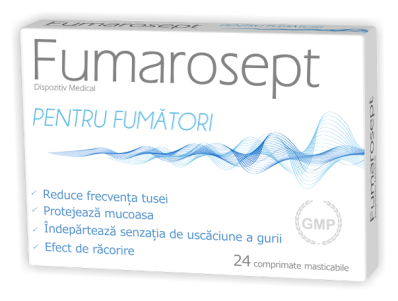 Fumarosept
Dispozitiv Medical
PENTRU FUMĂTORI
✓ Reduce frecvența tusei
✓ Protejează mucoasa
✓ Îndepărtează senzația de uscăciune a gurii
✓ Efect de răcorire
GMP
24 comprimate masticabile
Fumarosept